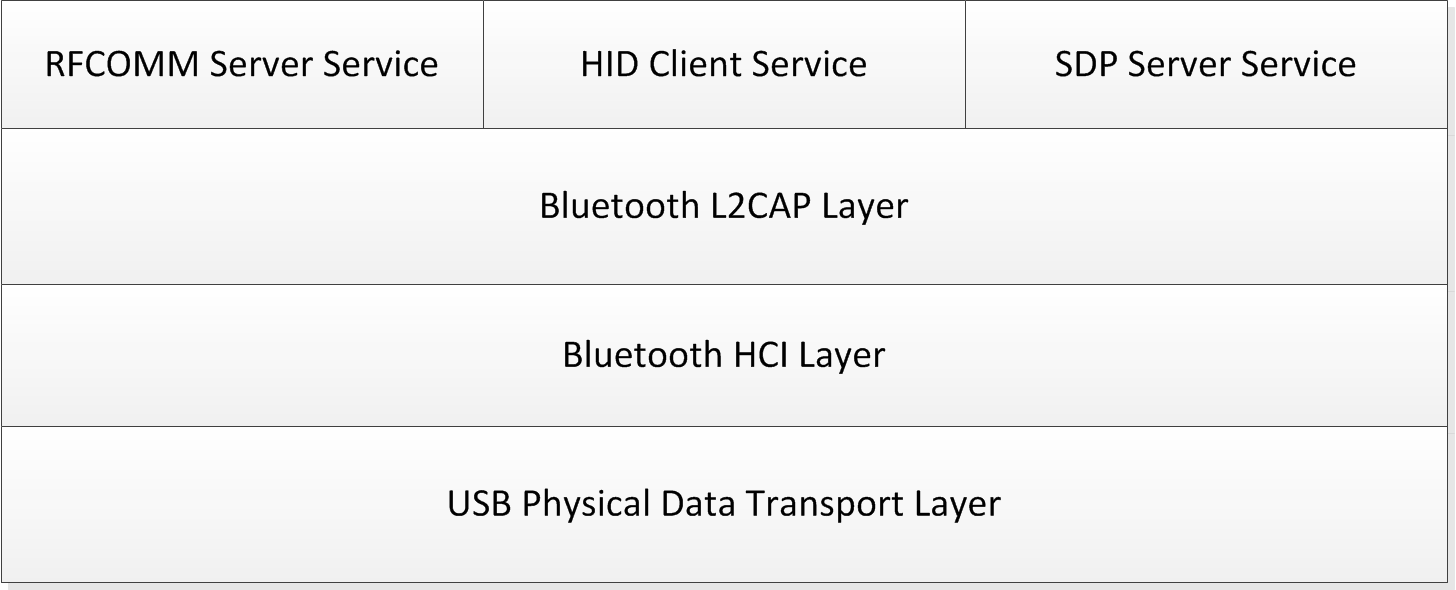 RFCOMM Server Service
HID Client Service
SDP Server Service
Bluetooth L2CAP Layer
Bluetooth HCI Layer
USB Physical Data Transport Layer